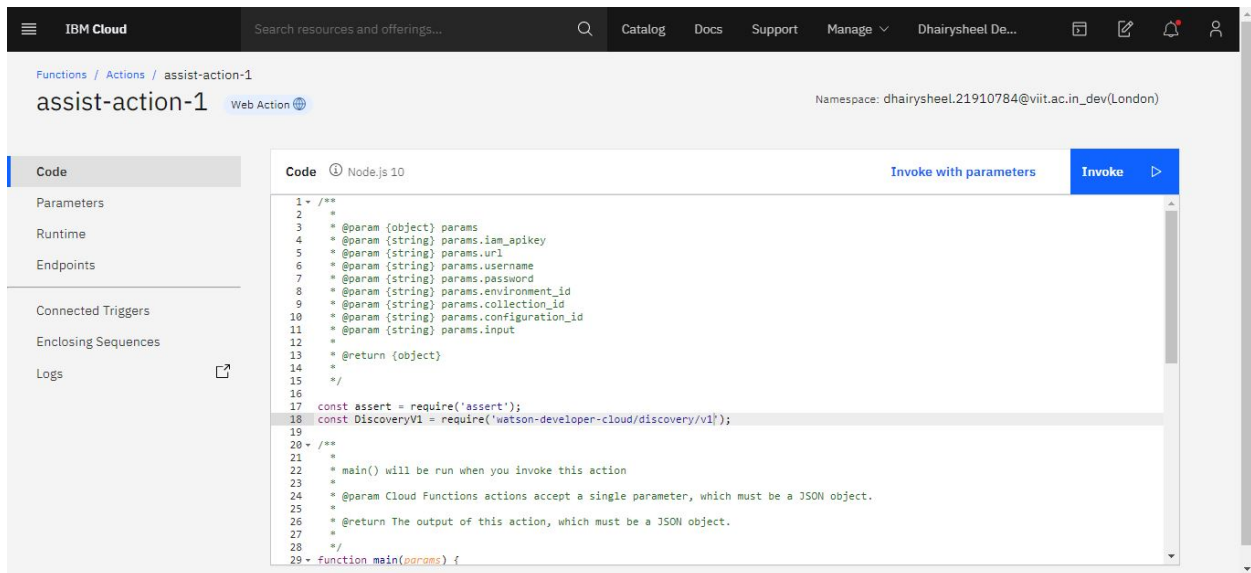 IBM Cloud
Search resources and offerings...
Catalog
Docs
Support
Manage
Dhairysheel De...
Functions / Actions / assist-action-1
assist-action-1
Web Action
Namespace: dhairysheel.21910784@viit.ac.in_dev(London)
Code
Parameters
Runtime
Endpoints
Connected Triggers
Enclosing Sequences
Logs
Code Node.js 10
Invoke with parameters
Invoke
1 /**
2 *
3 * @param {object} params
4 * @param {string} params.iam_apikey
5 * @param {string} params.url
6 * @param {string} params.username
7 * @param {string} params.password
8 * @param {string} params.environment_id
9 * @param {string} params.collection_id
10 * @param {string} params.configuration_id
11 * @param {string} params.input
12 *
13 * @return {object}
14 *
15 */
16
17 const assert = require('assert');
18 const DiscoveryV1 = require('watson-developer-cloud/discovery/v1');
19
20 /**
21 *
22 * main() will be run when you invoke this action
23 *
24 * @param Cloud Functions actions accept a single parameter, which must be a JSON object.
25 *
26 * @return The output of this action, which must be a JSON object.
27 *
28 */
29 function main(params) {